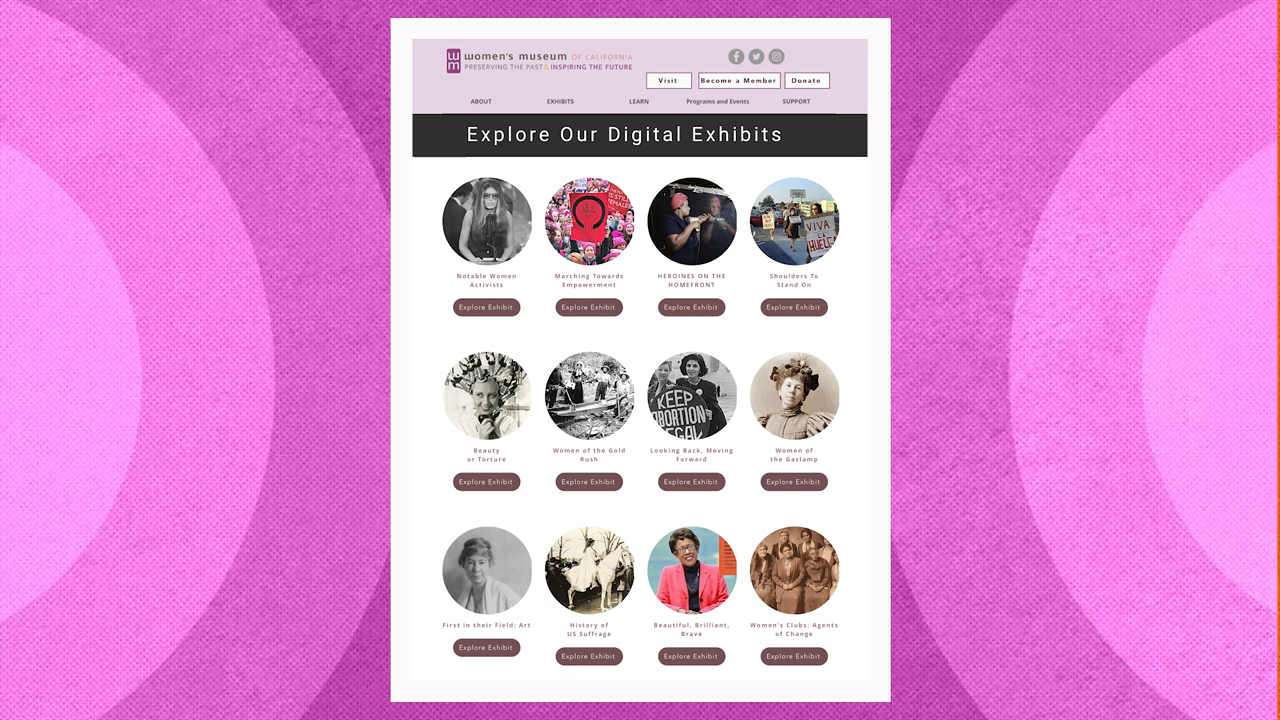 wm women's museum OF CALIFORNIA
PRESERVING THE PAST & INSPIRING THE FUTURE
Visit
Become a Member
Donate
ABOUT
EXHIBITS
LEARN
Programs and Events
SUPPORT
Explore Our Digital Exhibits
VIVA
LA
HUELGA
Notable Women
Activists
Marching Towards
Empowerment
HEROINES ON THE
HOMEFRONT
Shoulders To
Stand On
Explore Exhibit
Explore Exhibit
Explore Exhibit
Explore Exhibit
KEEP
ABORTION
LEGAL
Beauty
or Torture
Women of the Gold
Rush
Looking Back, Moving
Forward
Women of
the Gaslamp
Explore Exhibit
Explore Exhibit
Explore Exhibit
Explore Exhibit
First in their Field: Art
History of
US Suffrage
Beautiful, Brilliant,
Brave
Women's Clubs: Agents
of Change
Explore Exhibit
Explore Exhibit
Explore Exhibit
Explore Exhibit